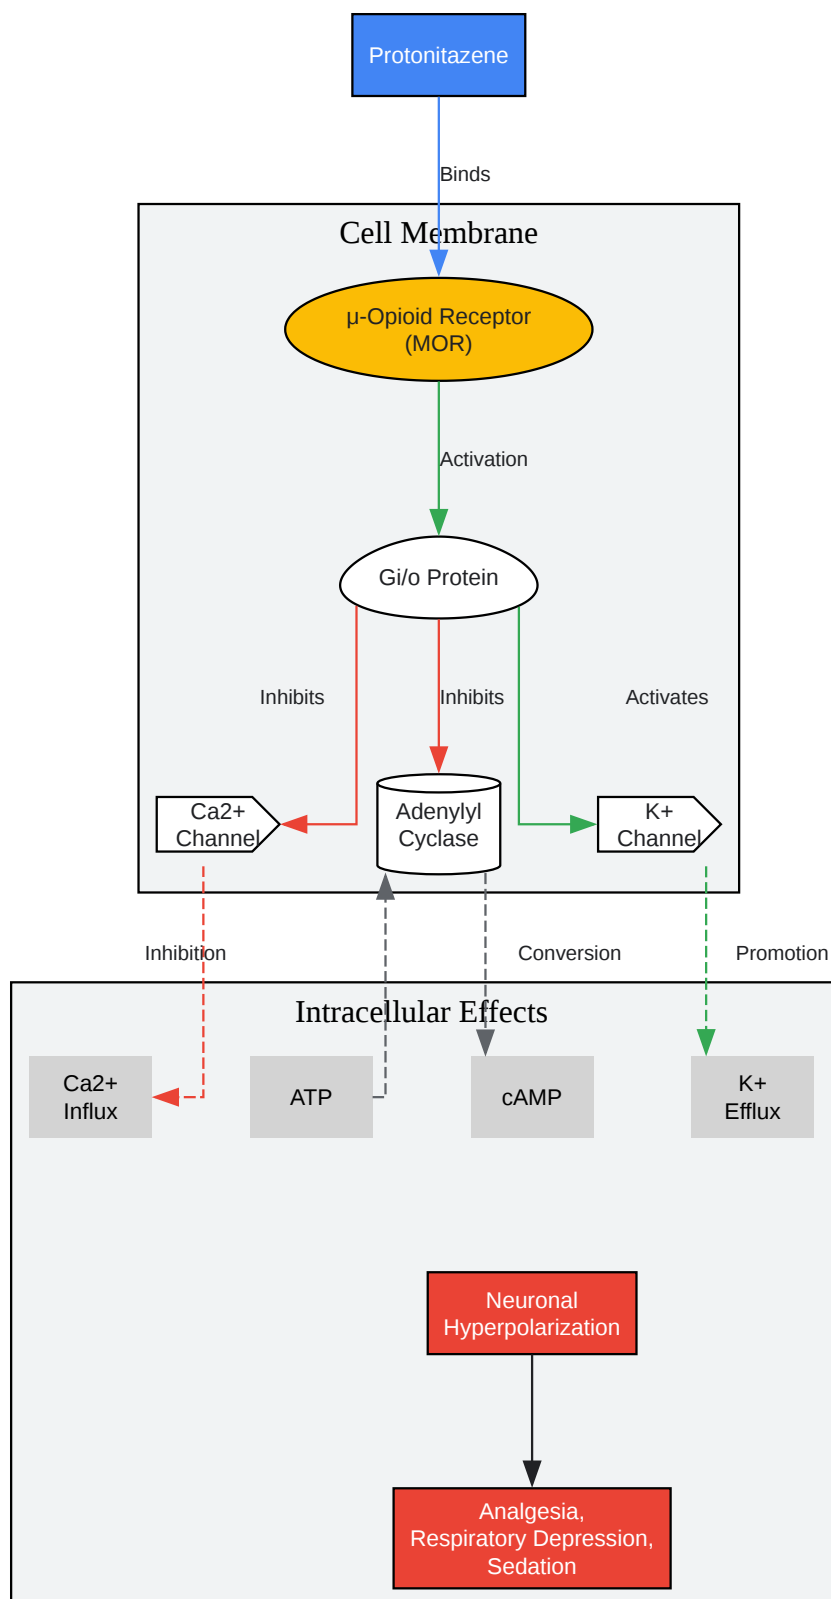 Protonitazene
Binds
Cell Membrane
μ-Opioid Receptor
(MOR)
Activation
Gi/o Protein
Inhibits
Inhibits
Activates
Ca2+
Channel
Adenylyl
Cyclase
K+
Channel
Inhibition
Conversion
Promotion
Intracellular Effects
Ca2+
Influx
ATP
cAMP
K+
Efflux
Neuronal
Hyperpolarization
Analgesia,
Respiratory Depression,
Sedation